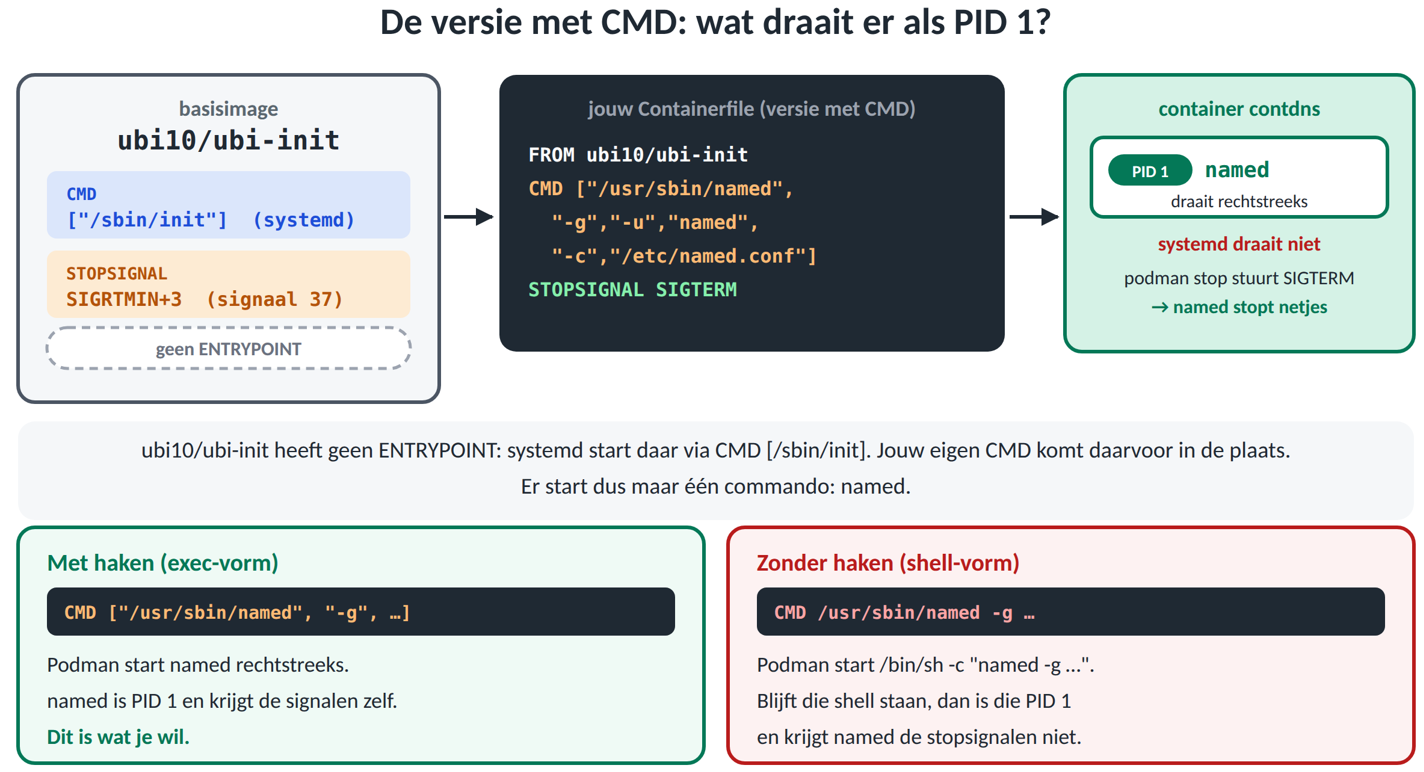 De versie met CMD: wat draait er als PID 1?
basisimage
ubi10/ubi-init
CMD
["/sbin/init"]  (systemd)
STOPSIGNAL
SIGRTMIN+3  (signaal 37)
geen ENTRYPOINT
jouw Containerfile (versie met CMD)
FROM ubi10/ubi-init
CMD ["/usr/sbin/named",
"-g","-u","named",
"-c","/etc/named.conf"]
STOPSIGNAL SIGTERM
container contdns
PID 1 named
draait rechtstreeks
systemd draait niet
podman stop stuurt SIGTERM
→ named stopt netjes
ubi10/ubi-init heeft geen ENTRYPOINT: systemd start daar via CMD [/sbin/init]. Jouw eigen CMD komt daarvoor in de plaats.
Er start dus maar één commando: named.
Met haken (exec-vorm)
CMD ["/usr/sbin/named", "-g", …]
Podman start named rechtstreeks.
named is PID 1 en krijgt de signalen zelf.
Dit is wat je wil.
Zonder haken (shell-vorm)
CMD /usr/sbin/named -g …
Podman start /bin/sh -c "named -g ...".
Blijft die shell staan, dan is die PID 1
en krijgt named de stopsignalen niet.